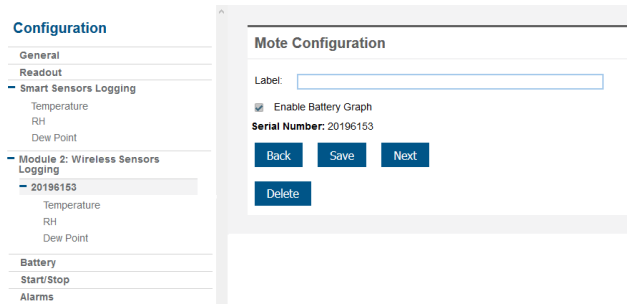 Configuration
General
Readout
Smart Sensors Logging
Temperature
RH
Dew Point
Module 2: Wireless Sensors
Logging
20196153
Temperature
RH
Dew Point
Battery
Start/Stop
Alarms
Mote Configuration
Label:
Enable Battery Graph
Serial Number: 20196153
Back Save Next
Delete